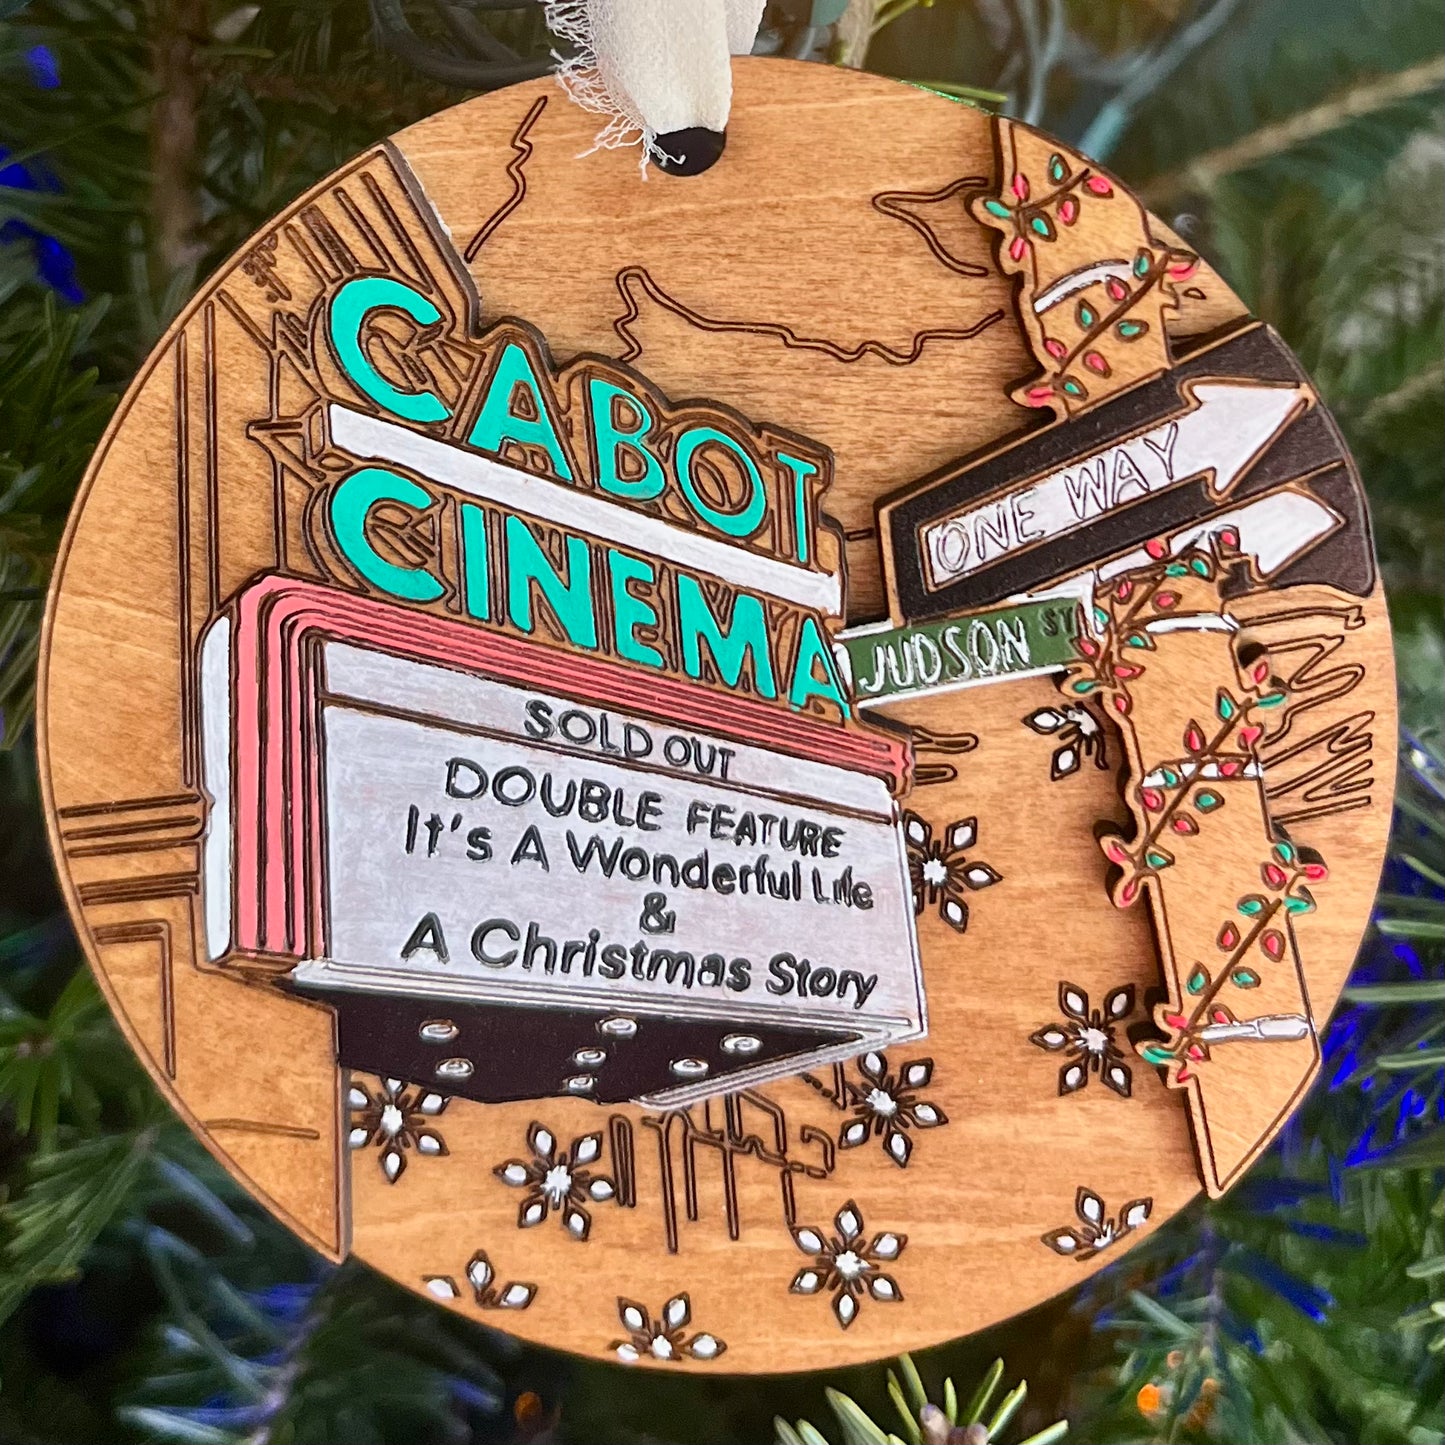 CABOT
CINEMA
ONE WAY
JUDSON ST
SOLD OUT
DOUBLE FEATURE
It's A Wonderful Life
&
A Christmas Story